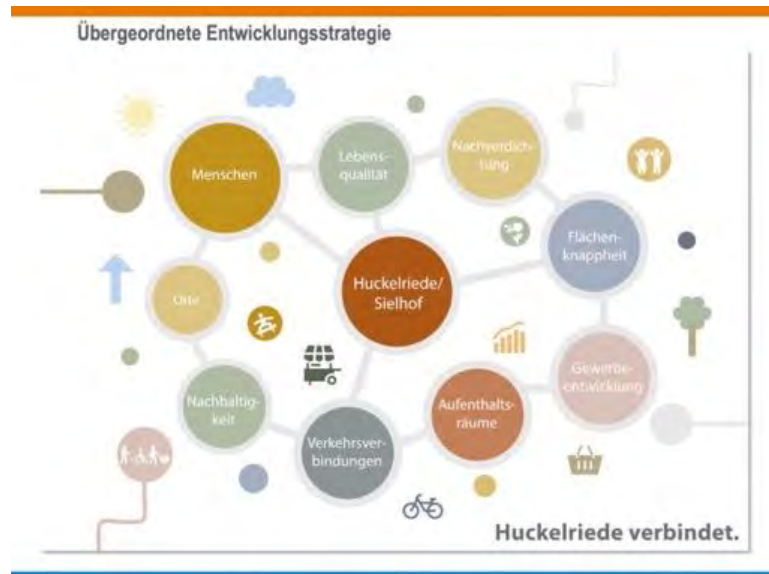 Übergeordnete Entwicklungsstrategie
Menschen
Lebens-
qualität
Nachverdich-
tung
Flächen-
knappheit
Huckelriede/
Sielhof
Orte
Nachhaltig-
keit
Verkehrsver-
bindungen
Aufenthalts-
räume
Gewerbe-
entwicklung
Huckelriede verbindet.